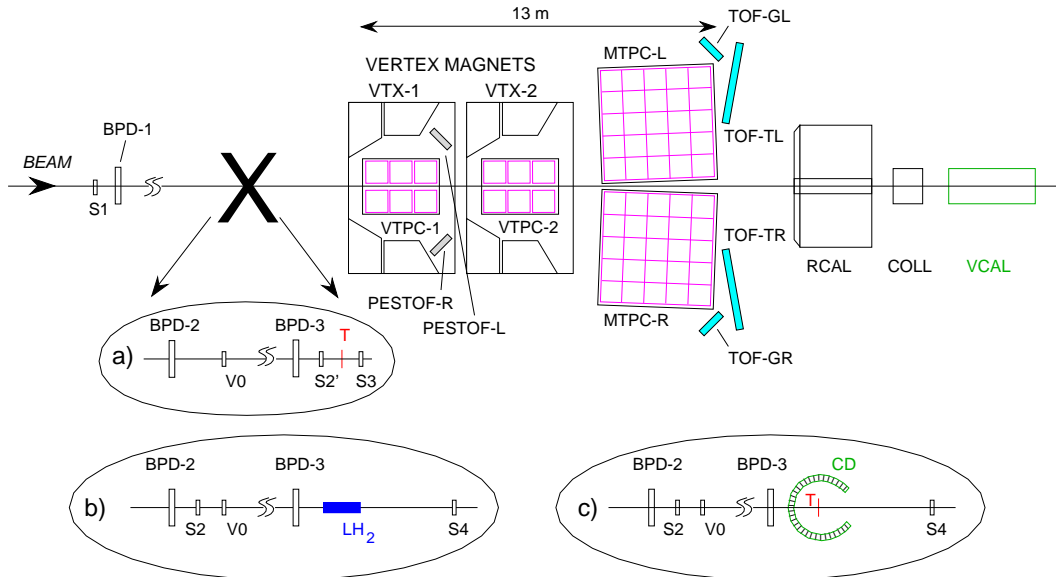 13 m
TOF-GL
VERTEX MAGNETS
MTPC-L
VTX-1
VTX-2
BPD-1
TOF-TL
BEAM
S1
VTPC-1
VTPC-2
TOF-TR
RCAL
COLL
VCAL
PESTOF-R
PESTOF-L
MTPC-R
TOF-GR
a)
BPD-2
BPD-3
T
V0
S2'
S3
b)
BPD-2
BPD-3
S2
V0
LH2
S4
c)
BPD-2
BPD-3
CD
T
S2
V0
S4